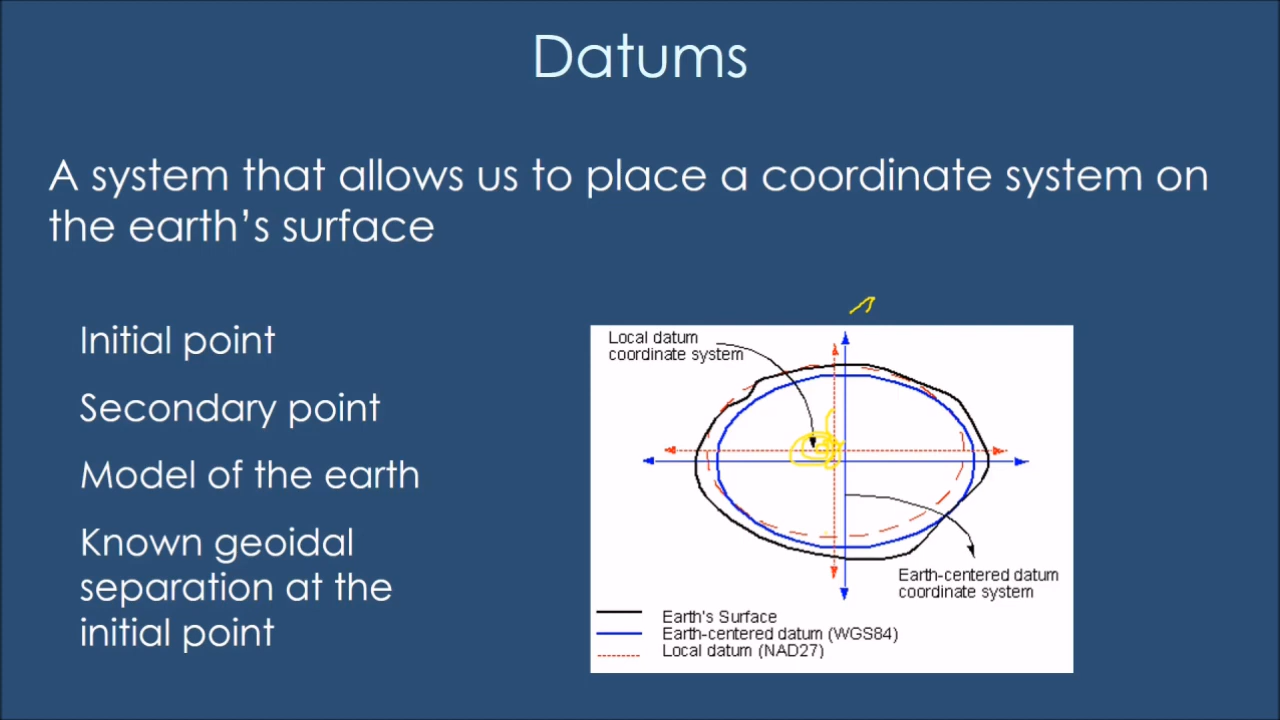 Datums
A system that allows us to place a coordinate system on
the earth's surface
Initial point
Secondary point
Model of the earth
Known geoidal
separation at the
initial point
Local datum
coordinate system
Earth-centered datum
coordinate system
Earth's Surface
Earth-centered datum (WGS84)
Local datum (NAD27)